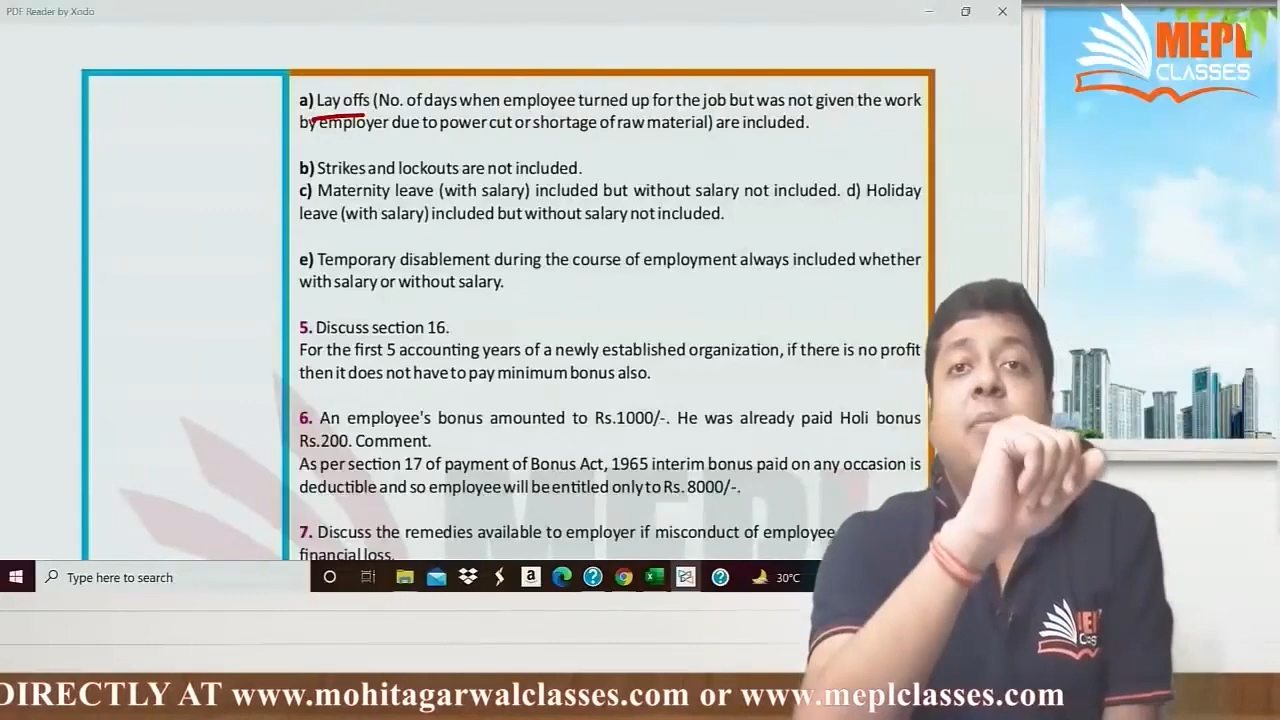 PDF Reader by Xodo
MEPL
CLASSES
a) Lay offs (No. of days when employee turned up for the job but was not given the work
by employer due to power cut or shortage of raw material) are included.
b) Strikes and lockouts are not included.
c) Maternity leave (with salary) included but without salary not included. d) Holiday
leave (with salary) included but without salary not included.
e) Temporary disablement during the course of employment always included whether
with salary or without salary.
5. Discuss section 16.
For the first 5 accounting years of a newly established organization, if there is no profit
then it does not have to pay minimum bonus also.
6. An employee's bonus amounted to Rs.1000/-. He was already paid Holi bonus
Rs.200. Comment.
As per section 17 of payment of Bonus Act, 1965 interim bonus paid on any occasion is
deductible and so employee will be entitled only to Rs. 8000/-.
7. Discuss the remedies available to employer if misconduct of employee
financial loss.
Type here to search
30°C
MEPL
CLASSES
DIRECTLY AT www.mohitagarwalclasses.com or www.meplclasses.com